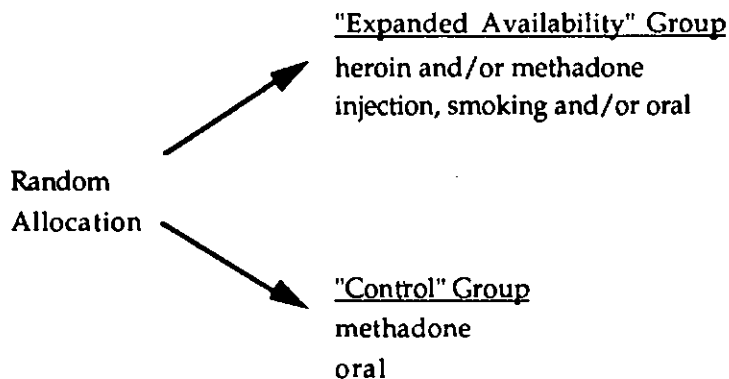 "Expanded Availability" Group
heroin and/or methadone
injection, smoking and/or oral
Random
Allocation
"Control" Group
methadone
oral